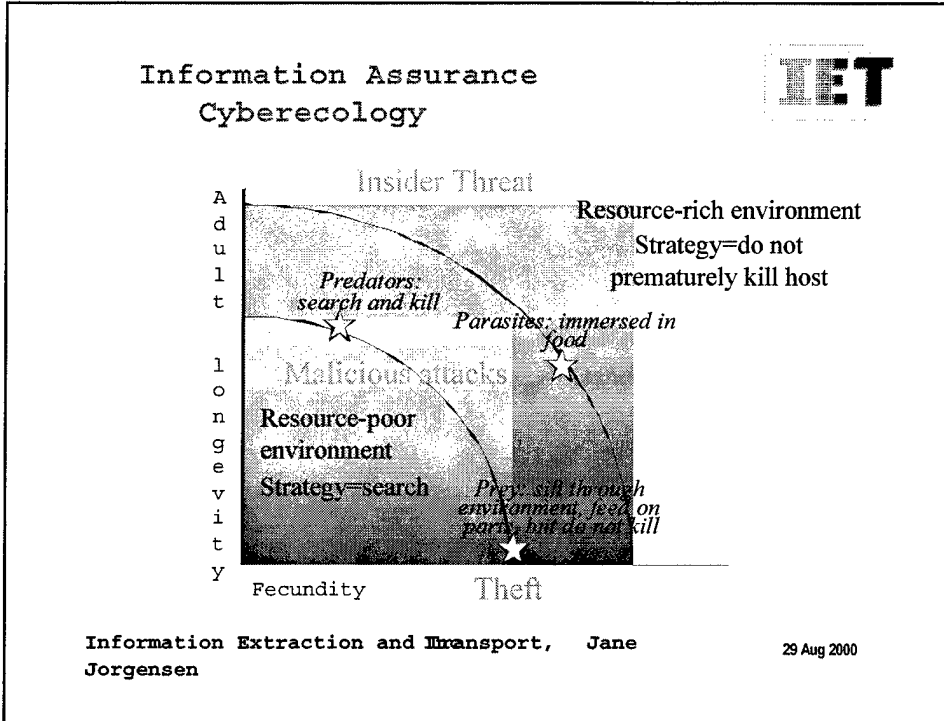 Information Assurance
Cyberecology
IET
Insider Threat
Adult longevity
Resource-rich environment
Strategy=do not
prematurely kill host
Predators:
search and kill
Parasites: immersed in
food
Malicious attacks
Resource-poor
environment
Strategy=search
Prey: sift through
environment, feed on
parts, but do not kill
Fecundity
Theft
Information Extraction and Transport, Jane
Jorgensen
29 Aug 2000